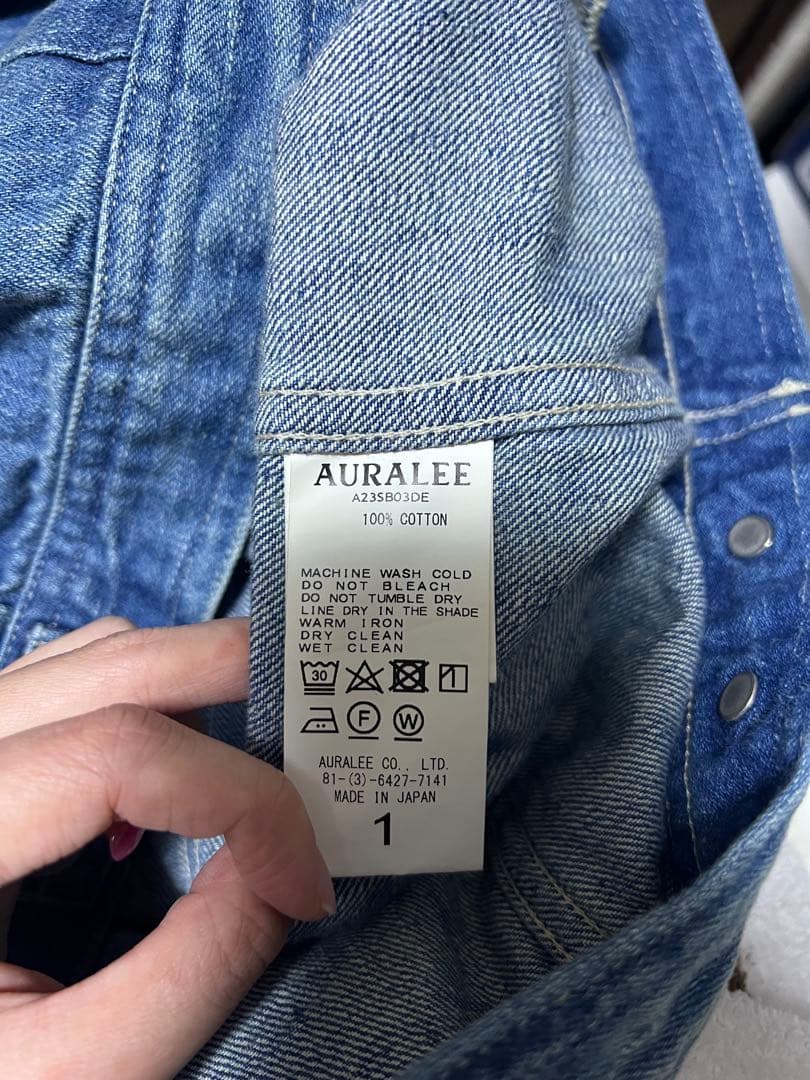 AURALEE
A23SB03DE
100% COTTON
MACHINE WASH COLD
DO NOT BLEACH
DO NOT TUMBLE DRY
LINE DRY IN THE SHADE
WARM IRON
DRY CLEAN
WET CLEAN
30
F W
AURALEE CO., LTD.
81-(3)-6427-7141
MADE IN JAPAN
1